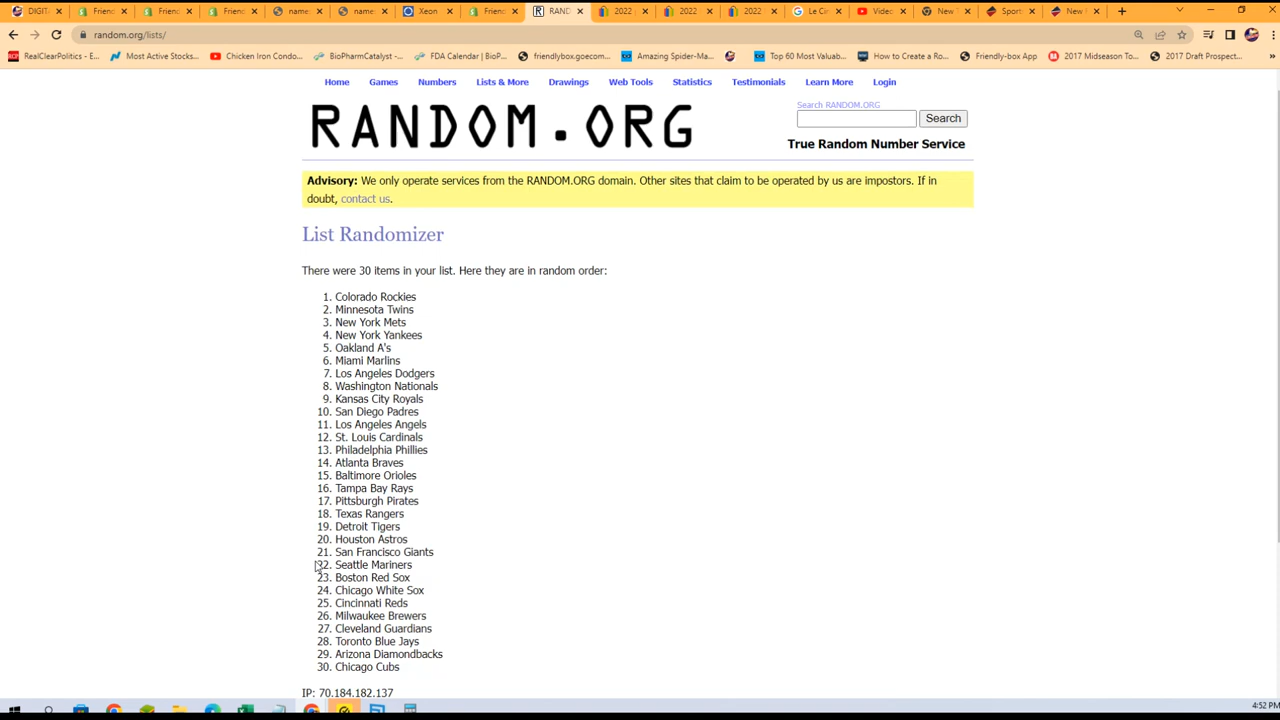 DIGIT Friend Friend Friend name: name: Xeon Friend RAND 2022 2022 2022 Le Ci Video New Sport New
random.org/lists/
RealClearPolitics - E... Most Active Stocks... Chicken Iron Condo... BioPharmCatalyst -... FDA Calendar | BioP... friendlybox.goecom... Amazing Spider-Ma... Top 60 Most Valuab... How to Create a Ro... Friendly-box App 2017 Midseason To... 2017 Draft Prospect...
Home Games Numbers Lists & More Drawings Web Tools Statistics Testimonials Learn More Login
RANDOM.ORG
Search RANDOM.ORG
Search
True Random Number Service
Advisory: We only operate services from the RANDOM.ORG domain. Other sites that claim to be operated by us are impostors. If in
doubt, contact us.
List Randomizer
There were 30 items in your list. Here they are in random order:
1. Colorado Rockies
2. Minnesota Twins
3. New York Mets
4. New York Yankees
5. Oakland A's
6. Miami Marlins
7. Los Angeles Dodgers
8. Washington Nationals
9. Kansas City Royals
10. San Diego Padres
11. Los Angeles Angels
12. St. Louis Cardinals
13. Philadelphia Phillies
14. Atlanta Braves
15. Baltimore Orioles
16. Tampa Bay Rays
17. Pittsburgh Pirates
18. Texas Rangers
19. Detroit Tigers
20. Houston Astros
21. San Francisco Giants
22. Seattle Mariners
23. Boston Red Sox
24. Chicago White Sox
25. Cincinnati Reds
26. Milwaukee Brewers
27. Cleveland Guardians
28. Toronto Blue Jays
29. Arizona Diamondbacks
30. Chicago Cubs
IP: 70.184.182.137
4:52 PM